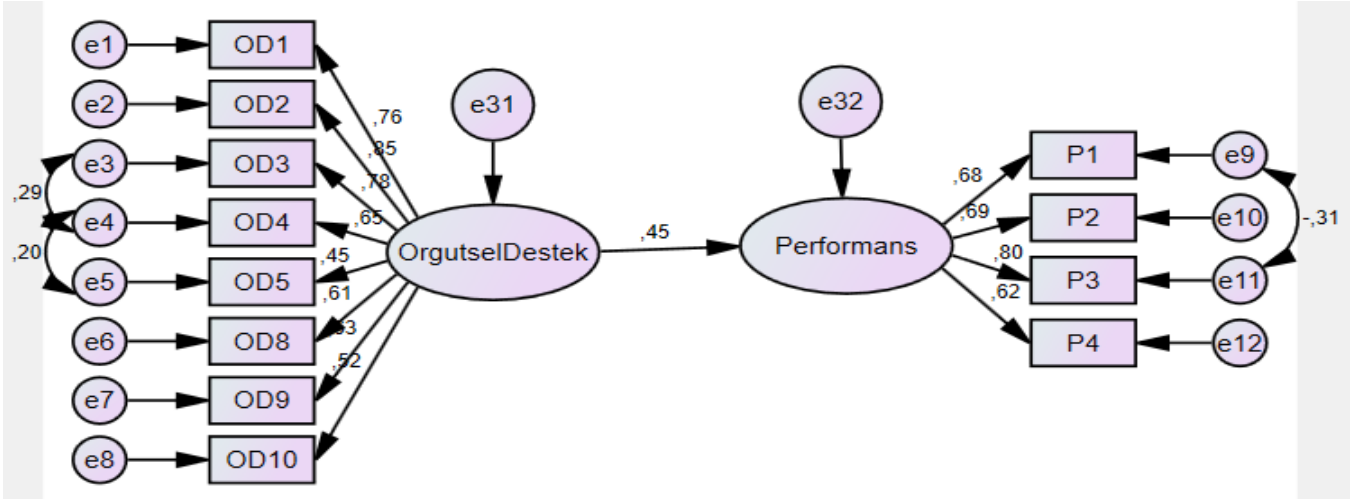 e1
OD1
e2
OD2
e3
OD3
e4
OD4
e5
OD5
e6
OD8
e7
OD9
e8
OD10
,29
,20
,76
,85
,78
,65
,45
,61
,52
e31
OrgutselDestek
,45
e32
Performans
,68
,69
,80
,62
P1
P2
P3
P4
e9
e10
e11
e12
-,31